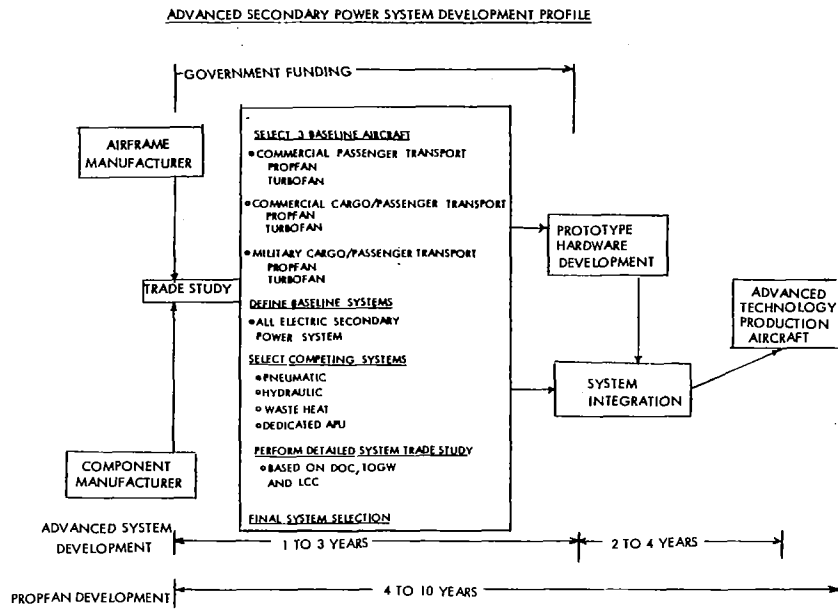 ADVANCED SECONDARY POWER SYSTEM DEVELOPMENT PROFILE
GOVERNMENT FUNDING
AIRFRAME
MANUFACTURER
TRADE STUDY
COMPONENT
MANUFACTURER
SELECT 3 BASELINE AIRCRAFT
•COMMERCIAL PASSENGER TRANSPORT
PROPFAN
TURBOFAN
•COMMERCIAL CARGO/PASSENGER TRANSPORT
PROPFAN
TURBOFAN
•MILITARY CARGO/PASSENGER TRANSPORT
PROPFAN
TURBOFAN
DEFINE BASELINE SYSTEMS
•ALL ELECTRIC SECONDARY
POWER SYSTEM
SELECT COMPETING SYSTEMS
•PNEUMATIC
•HYDRAULIC
•WASTE HEAT
•DEDICATED APU
PERFORM DETAILED SYSTEM TRADE STUDY
•BASED ON DOC, TOGW
AND LCC
FINAL SYSTEM SELECTION
PROTOTYPE
HARDWARE
DEVELOPMENT
SYSTEM
INTEGRATION
ADVANCED
TECHNOLOGY
PRODUCTION
AIRCRAFT
ADVANCED SYSTEM
DEVELOPMENT
1 TO 3 YEARS
2 TO 4 YEARS
PROPFAN DEVELOPMENT
4 TO 10 YEARS